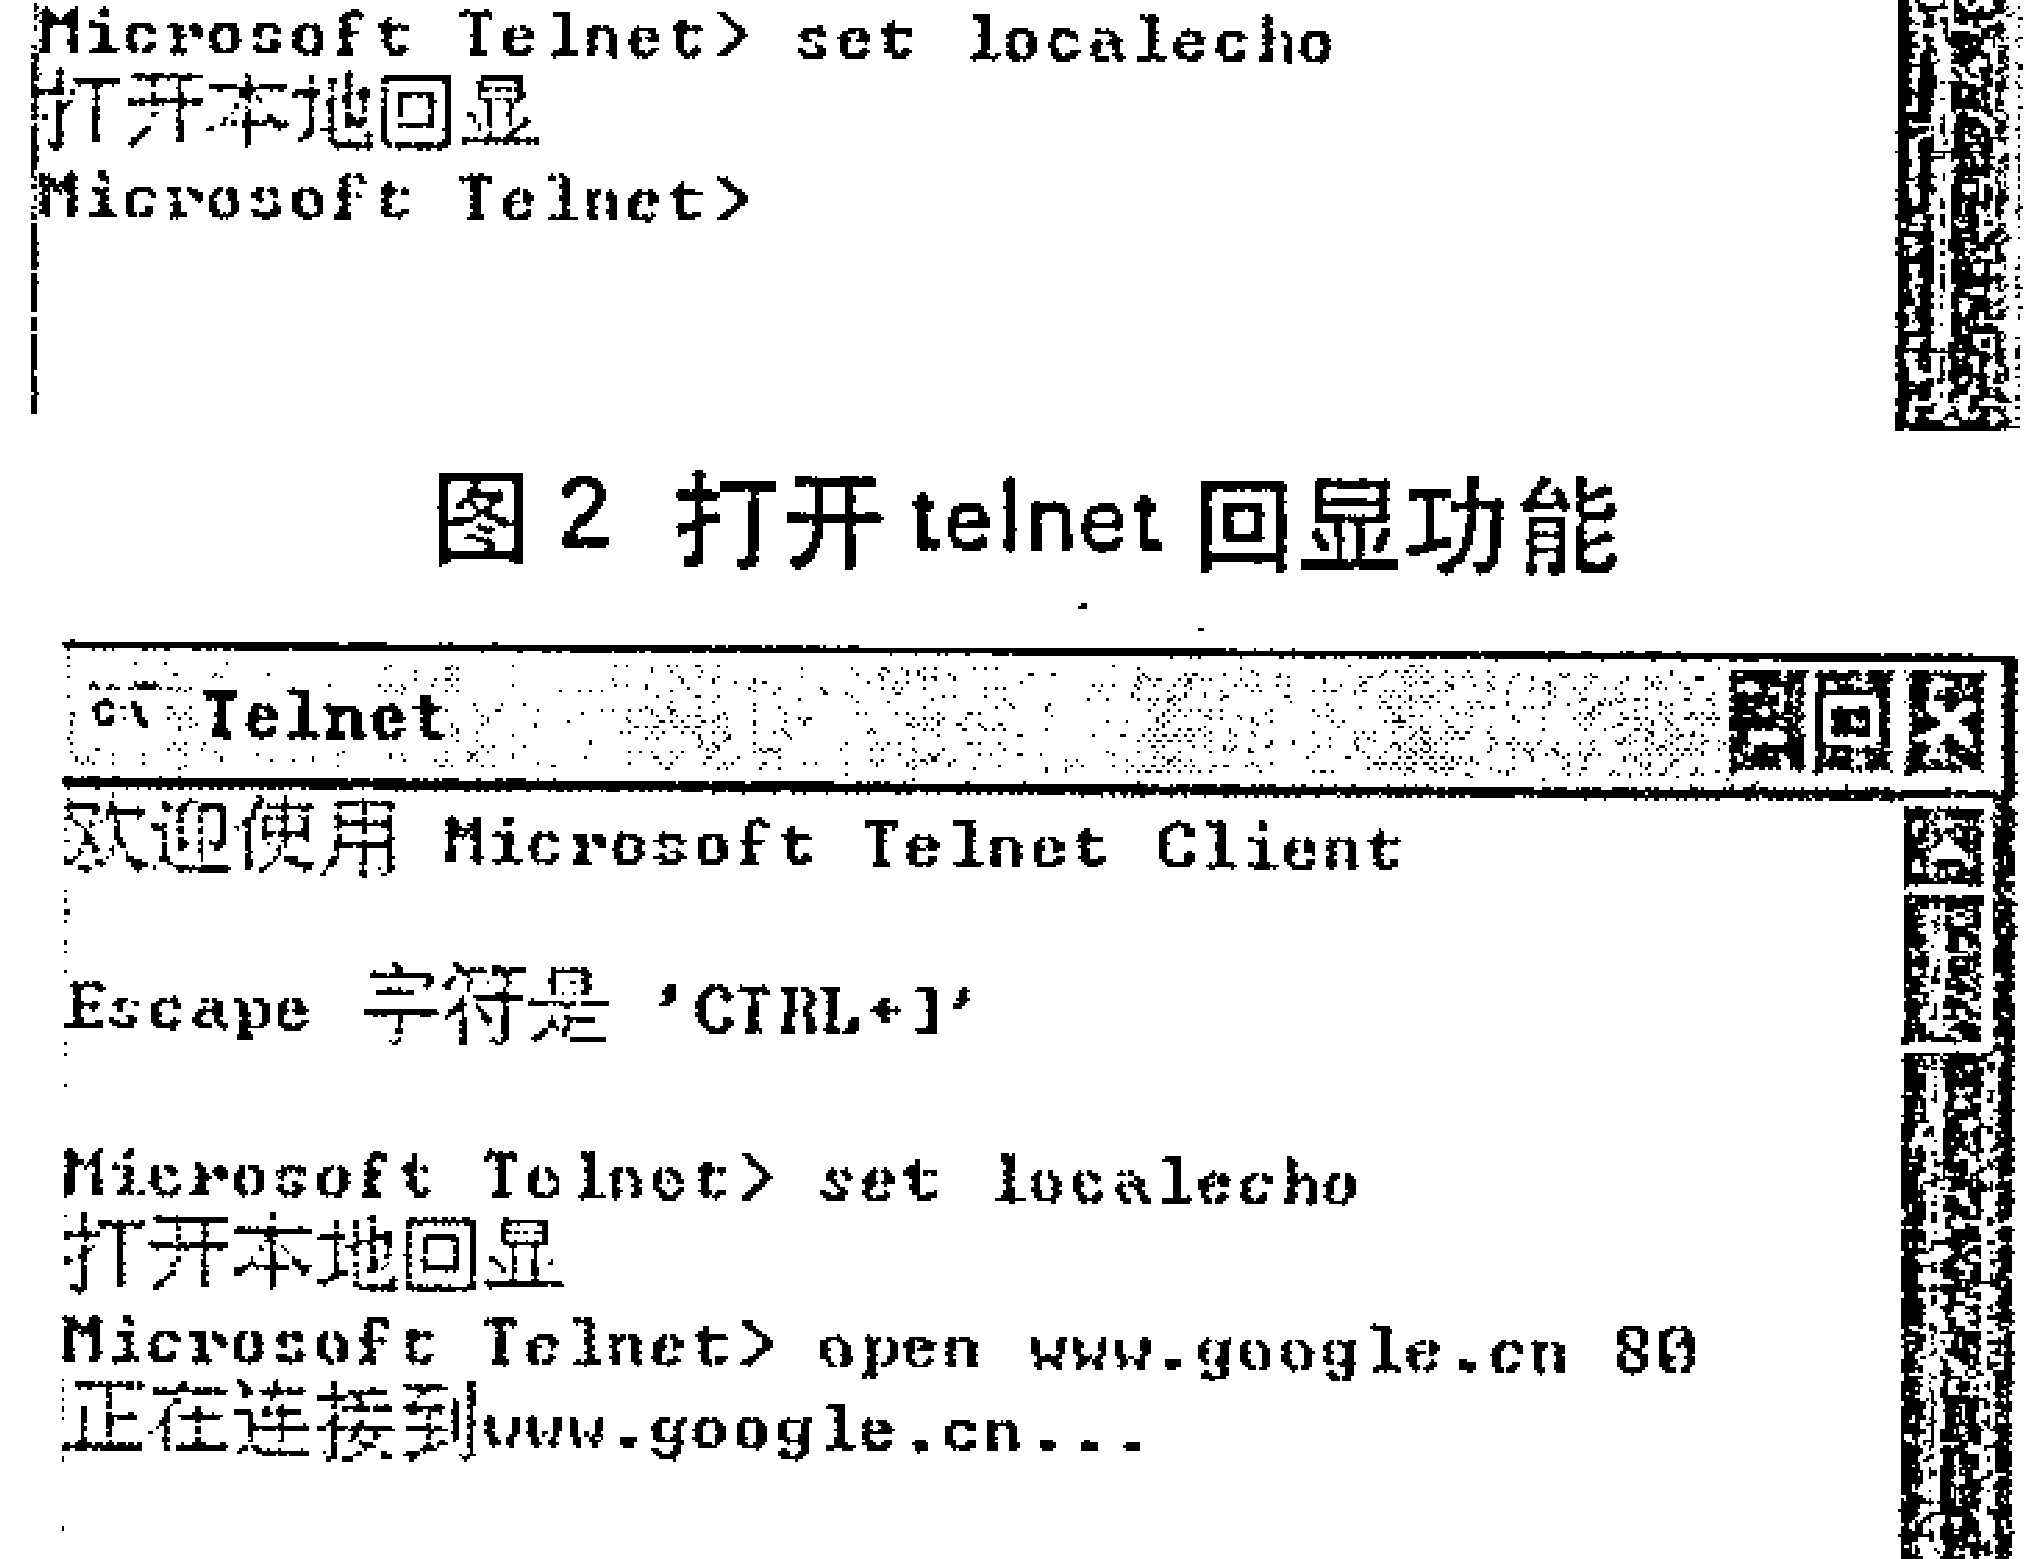 Microsoft Telnet> set localecho
打开本地回显
Microsoft Telnet>
图 2 打开 telnet 回显功能
C:\ Telnet
欢迎使用 Microsoft Telnet Client
Escape 字符是 'CTRL+]'
Microsoft Telnet> set localecho
打开本地回显
Microsoft Telnet> open www.google.cn 80
正在连接到www.google.cn...